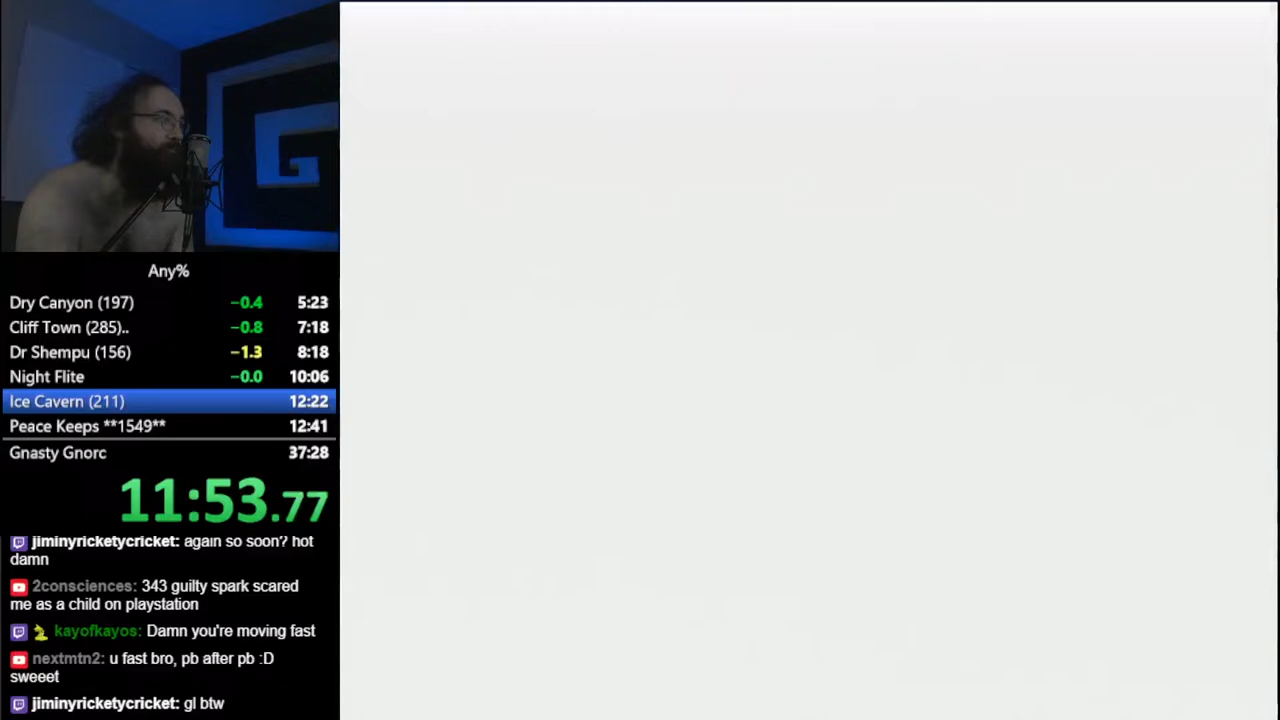 Any%
Dry Canyon (197) −0.4 5:23
Cliff Town (285).. −0.8 7:18
Dr Shempu (156) −1.3 8:18
Night Flite −0.0 10:06
Ice Cavern (211) 12:22
Peace Keeps **1549** 12:41
Gnasty Gnorc 37:28
11:53.77
jiminyricketycricket: again so soon? hot
damn
2consciences: 343 guilty spark scared
me as a child on playstation
kayofkayos: Damn you're moving fast
nextmtn2: u fast bro, pb after pb :D
sweeet
jiminyricketycricket: gl btw